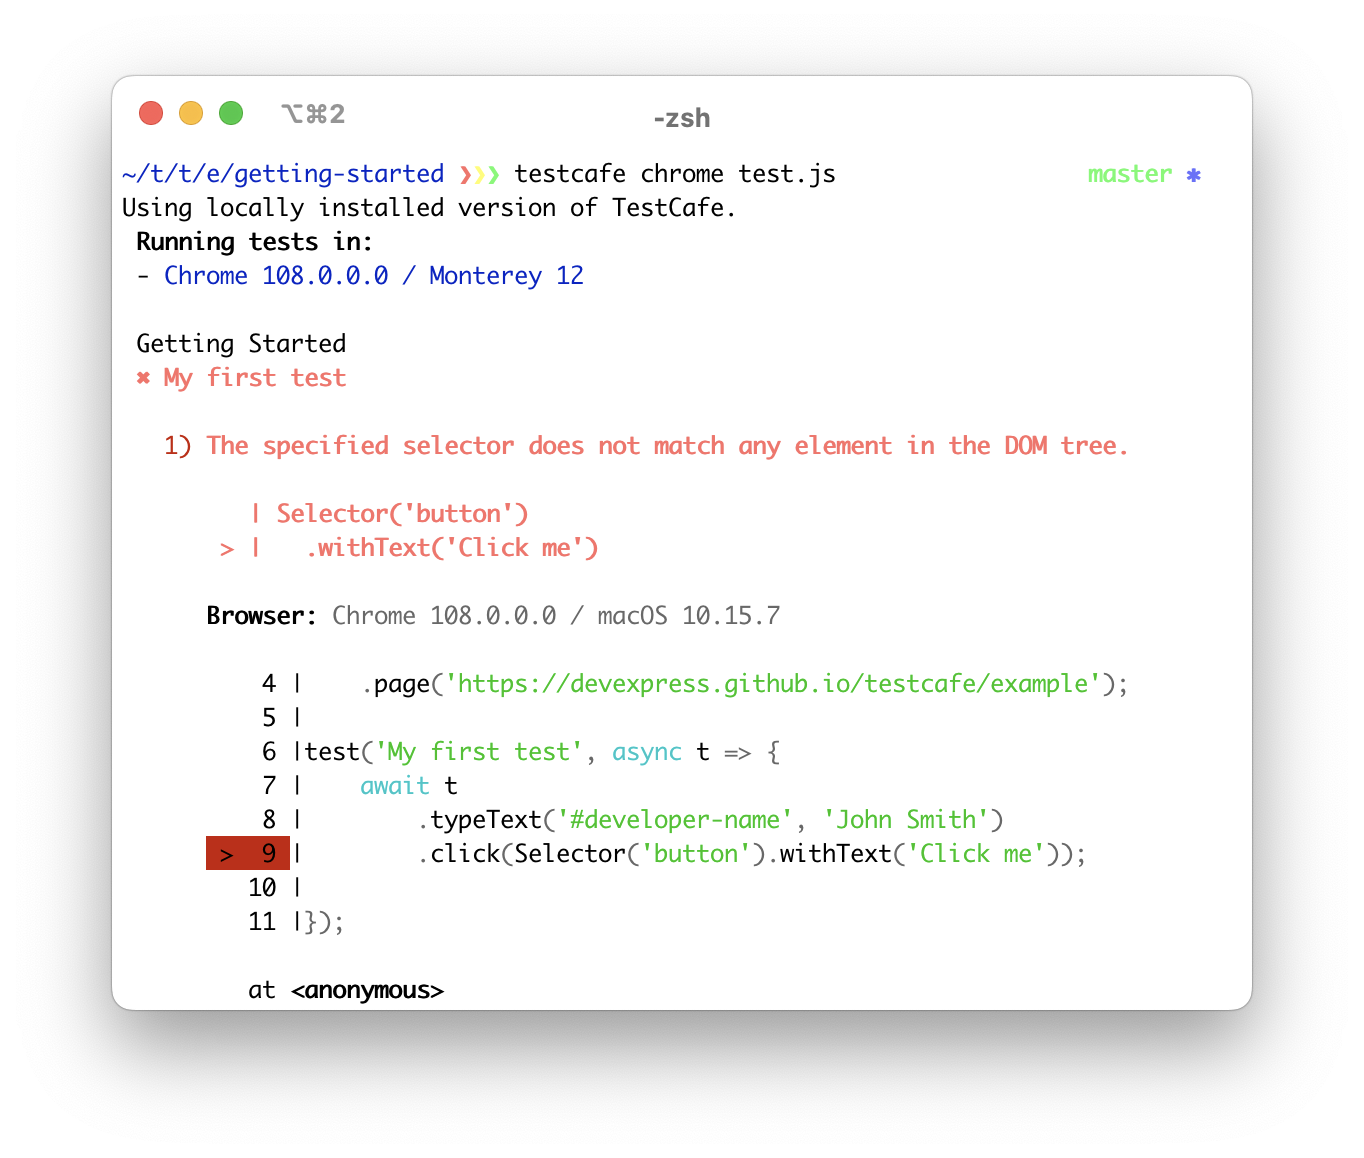 ⌥⌘2
-zsh
~/t/t/e/getting-started ❯❯❯ testcafe chrome test.js master ✱
Using locally installed version of TestCafe.
Running tests in:
- Chrome 108.0.0.0 / Monterey 12
Getting Started
✖ My first test
1) The specified selector does not match any element in the DOM tree.
| Selector('button')
> |   .withText('Click me')
Browser: Chrome 108.0.0.0 / macOS 10.15.7
4 |    .page('https://devexpress.github.io/testcafe/example');
5 |
6 |test('My first test', async t => {
7 |    await t
8 |        .typeText('#developer-name', 'John Smith')
> 9 |        .click(Selector('button').withText('Click me'));
10 |
11 |});
at <anonymous>